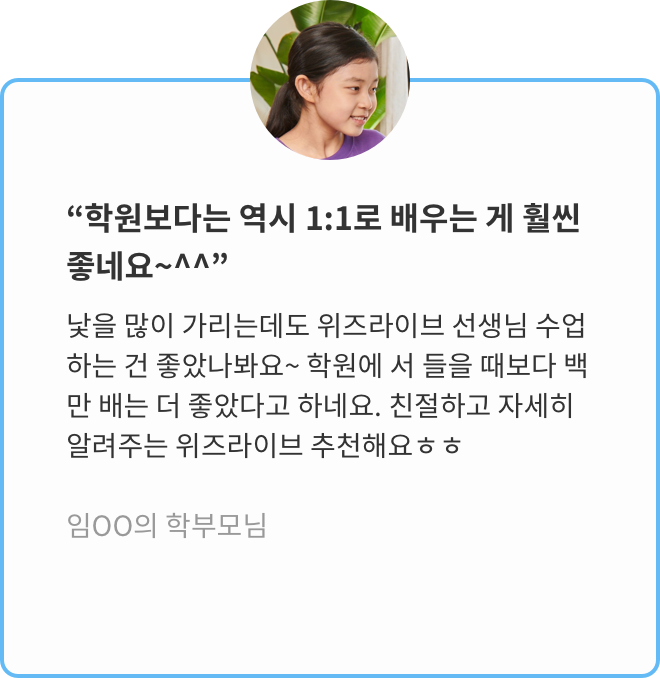 “학원보다는 역시 1:1로 배우는 게 훨씬
좋네요~^^”
낯을 많이 가리는데도 위즈라이브 선생님 수업
하는 건 좋았나봐요~ 학원에 서 들을 때보다 백
만 배는 더 좋았다고 하네요. 친절하고 자세히
알려주는 위즈라이브 추천해요ㅎㅎ
임OO의 학부모님